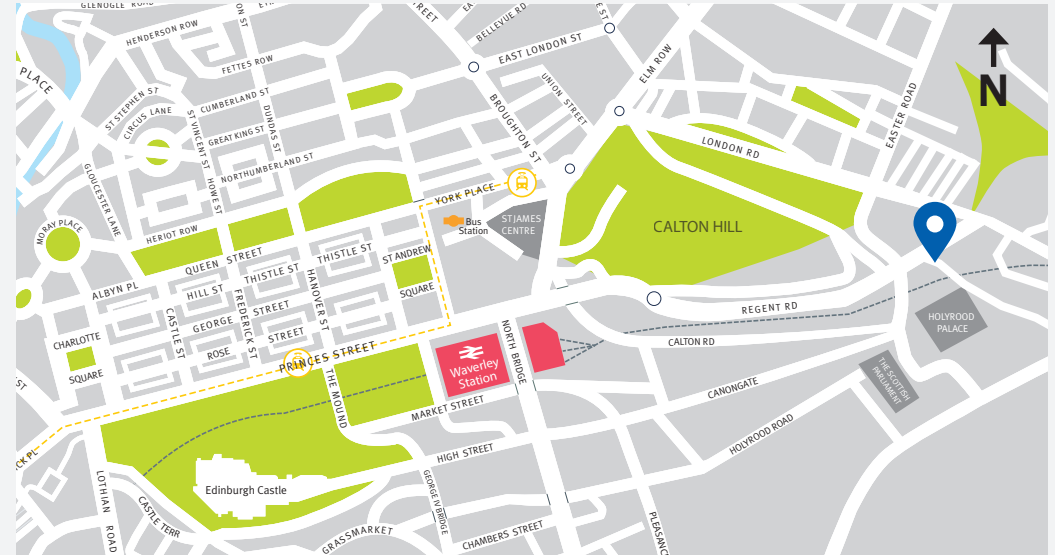 GLENOGLE ROAD
HENDERSON ROW
STREET
BELLEVUE RD
EAST LONDON ST
ELM ROW
FETTES ROW
PLACE
ST STEPHEN ST
CIRCUS LANE
CUMBERLAND ST
DUNDAS ST
UNION STREET
BROUGHTON ST
EASTER ROAD
N
ST VINCENT ST
GREAT KING ST
NORTHUMBERLAND ST
HOWE ST
GLOUCESTER LANE
LONDON RD
YORK PLACE
MORAY PLACE
HERIOT ROW
Bus
Station
ST JAMES
CENTRE
CALTON HILL
QUEEN STREET
THISTLE ST
THISTLE ST
ST ANDREW
SQUARE
ALBYN PL
HILL ST
FREDERICK ST
HANOVER ST
GEORGE STREET
CASTLE ST
REGENT RD
HOLYROOD
PALACE
CHARLOTTE
SQUARE
ROSE STREET
PRINCES STREET
NORTH BRIDGE
CALTON RD
Waverley
Station
THE SCOTTISH
PARLIAMENT
THE MOUND
MARKET STREET
CANONGATE
HOLYROOD ROAD
HIGH STREET
LOTHIAN ROAD
Edinburgh Castle
CASTLE TERR
GEORGE IV BRIDGE
GRASSMARKET
CHAMBERS STREET